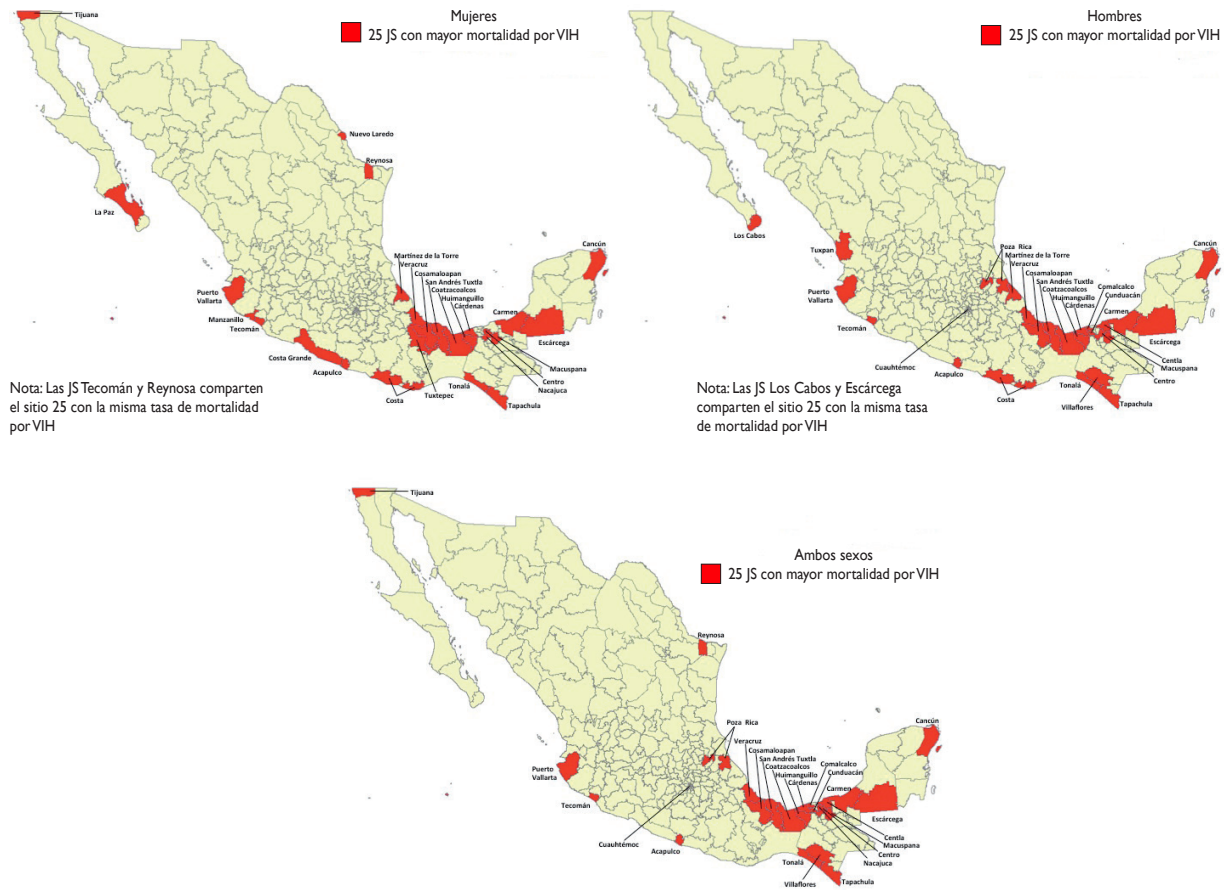 Mujeres
25 JS con mayor mortalidad por VIH
Tijuana
Nuevo Laredo
Reynosa
La Paz
Cancún
Martínez de la Torre
Veracruz
Cosamaloapan
San Andrés Tuxtla
Coatzacoalcos
Huimanguillo
Cárdenas
Carmen
Puerto
Vallarta
Manzanillo
Tecomán
Escárcega
Costa Grande
Acapulco
Macuspana
Centro
Nacajuca
Costa
Tuxtepec
Tonalá
Tapachula
Nota: Las JS Tecomán y Reynosa comparten
el sitio 25 con la misma tasa de mortalidad
por VIH
Hombres
25 JS con mayor mortalidad por VIH
Los Cabos
Tuxpan
Cancún
Poza Rica
Martínez de la Torre
Veracruz
Cosamaloapan
San Andrés Tuxtla
Coatzacoalcos
Huimanguillo
Cárdenas
Comalcalco
Cunduacán
Carmen
Puerto
Vallarta
Tecomán
Escárcega
Cuauhtémoc
Centla
Macuspana
Centro
Acapulco
Costa
Tonalá
Villaflores
Tapachula
Nota: Las JS Los Cabos y Escárcega
comparten el sitio 25 con la misma tasa
de mortalidad por VIH
Ambos sexos
25 JS con mayor mortalidad por VIH
Tijuana
Reynosa
Cancún
Poza Rica
Veracruz
Cosamaloapan
San Andrés Tuxtla
Coatzacoalcos
Huimanguillo
Cárdenas
Comalcalco
Cunduacán
Carmen
Puerto
Vallarta
Tecomán
Escárcega
Cuauhtémoc
Acapulco
Centla
Macuspana
Centro
Nacajuca
Tonalá
Villaflores
Tapachula